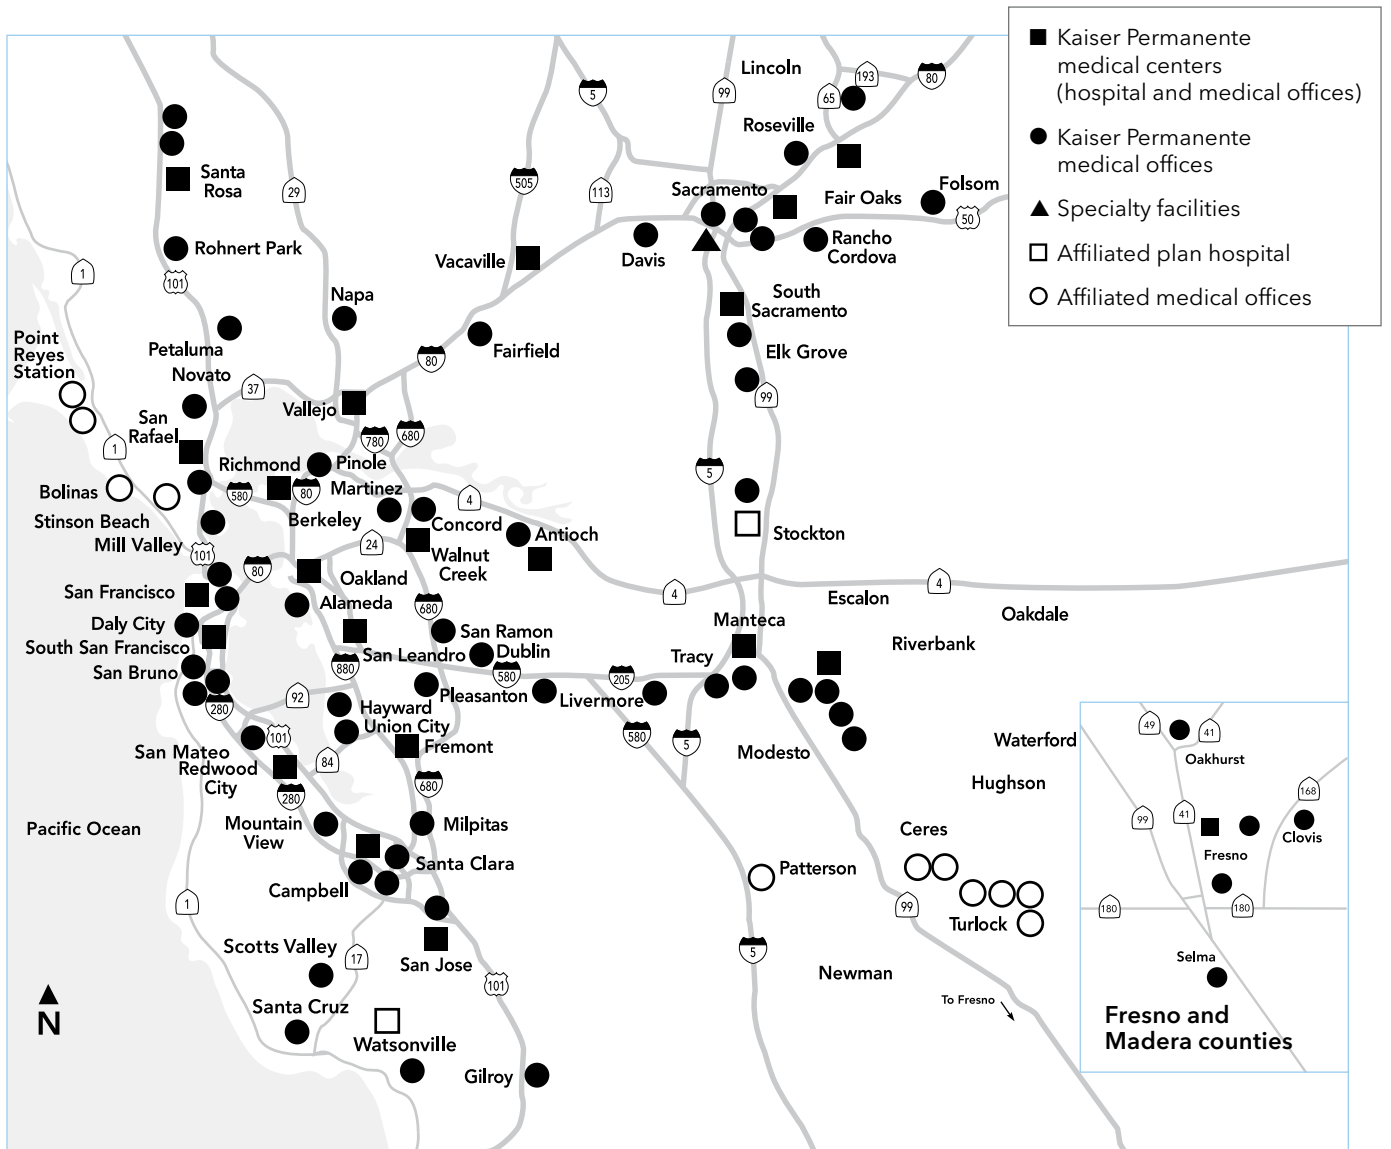 Kaiser Permanente
medical centers
(hospital and medical offices)
Kaiser Permanente
medical offices
Specialty facilities
Affiliated plan hospital
Affiliated medical offices
Lincoln
193
80
5
99
65
Roseville
Santa
Rosa
29
505
113
Sacramento
Fair Oaks
Folsom
50
Rohnert Park
Vacaville
Davis
Rancho
Cordova
1
101
Napa
South
Sacramento
Point
Reyes
Station
Petaluma
Novato
Fairfield
Elk Grove
80
37
99
San
Rafael
Vallejo
780
680
1
Richmond
Pinole
5
Bolinas
580
80
Martinez
4
Stinson Beach
Berkeley
Concord
Antioch
Stockton
Mill Valley
101
24
Walnut
Creek
80
Oakland
San Francisco
Alameda
680
4
4
Escalon
Oakdale
Daly City
Manteca
South San Francisco
San Ramon
Dublin
Riverbank
San Bruno
880
San Leandro
580
205
Tracy
92
280
Pleasanton
Livermore
Hayward
Union City
101
580
5
Modesto
Waterford
San Mateo
Redwood
City
84
Fremont
680
Hughson
280
Pacific Ocean
Mountain
View
Milpitas
Ceres
Santa Clara
Patterson
Campbell
1
99
Turlock
Scotts Valley
17
San Jose
5
Newman
101
To Fresno
N
Santa Cruz
Watsonville
Gilroy
49
41
Oakhurst
168
99
41
Clovis
Fresno
180
180
Selma
Fresno and
Madera counties